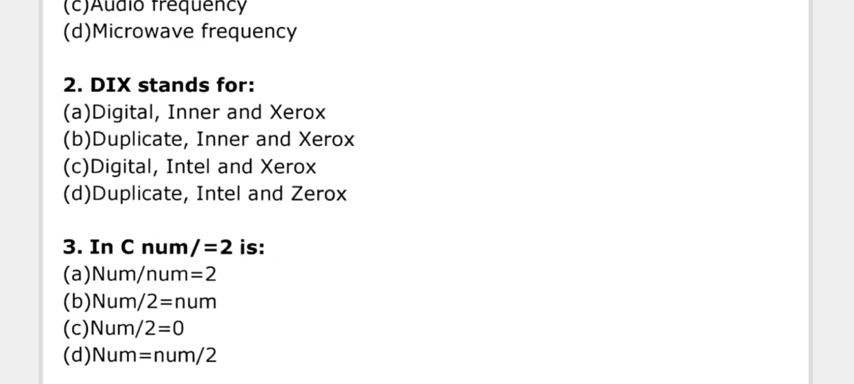 (c)Audio frequency
(d)Microwave frequency
2. DIX stands for:
(a)Digital, Inner and Xerox
(b)Duplicate, Inner and Xerox
(c)Digital, Intel and Xerox
(d)Duplicate, Intel and Zerox
3. In C num/=2 is:
(a)Num/num=2
(b)Num/2=num
(c)Num/2=0
(d)Num=num/2